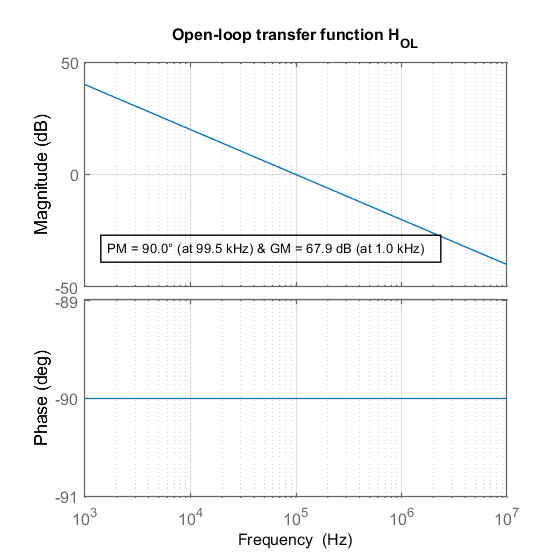 Open-loop transfer function H_OL
50
Magnitude (dB)
0
PM = 90.0° (at 99.5 kHz) & GM = 67.9 dB (at 1.0 kHz)
-50
-89
Phase (deg)
-90
-91
10^3 10^4 10^5 10^6 10^7
Frequency (Hz)